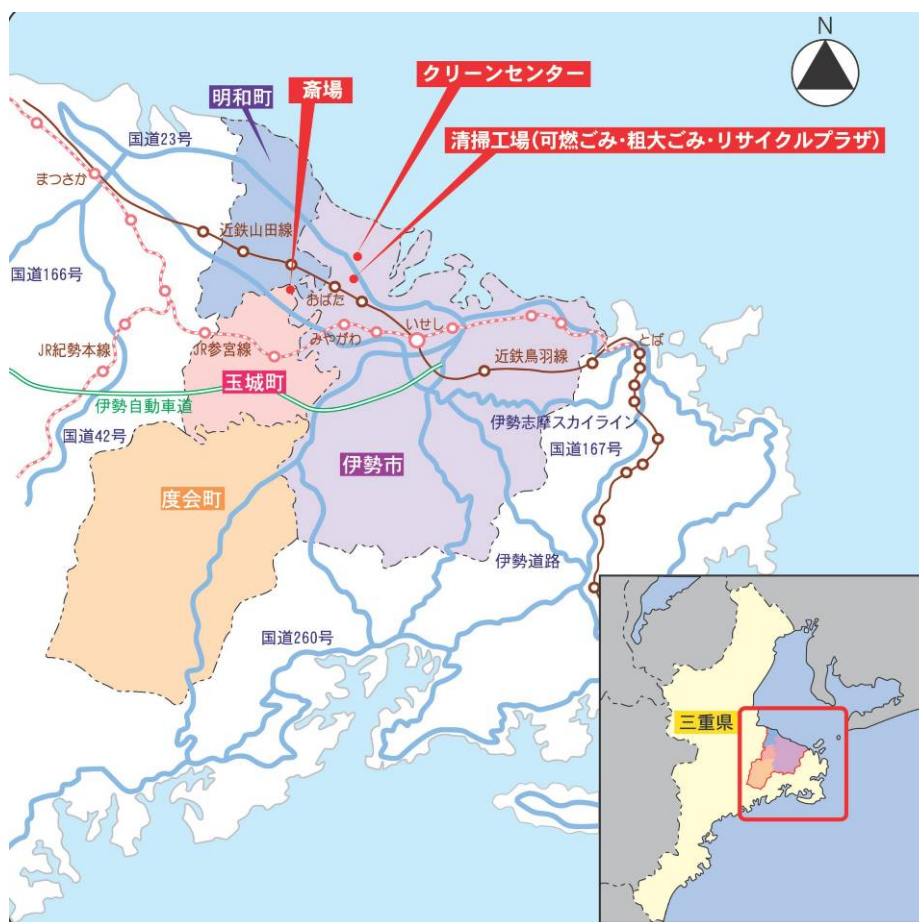 N
クリーンセンター
斎場
明和町
清掃工場(可燃ごみ・粗大ごみ・リサイクルプラザ)
国道23号
まつさか
近鉄山田線
国道166号
おばた
みやがわ
いせし
とば
JR紀勢本線
JR参宮線
近鉄鳥羽線
玉城町
伊勢自動車道
伊勢志摩スカイライン
国道42号
国道167号
伊勢市
度会町
伊勢道路
国道260号
三重県